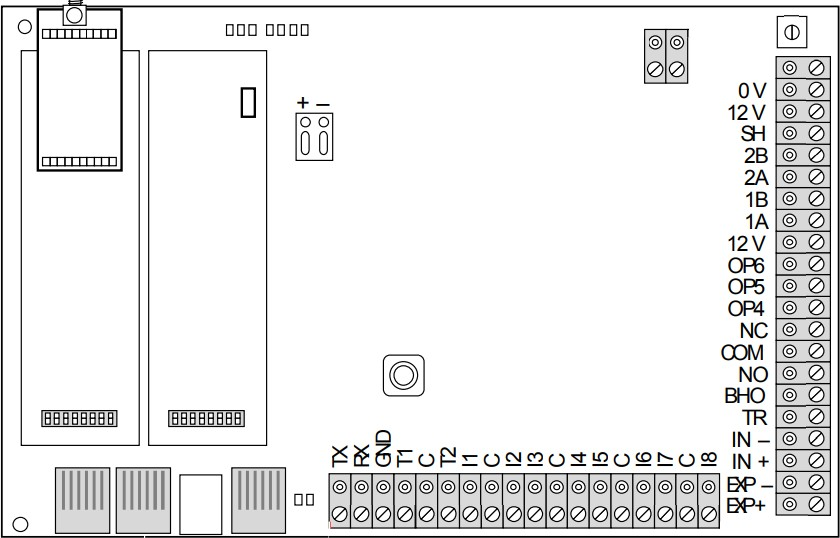 + –
0 V
12 V
SH
2B
2A
1B
1A
12 V
OP6
OP5
OP4
NC
COM
NO
BHO
TR
IN –
IN +
EXP –
EXP+
TX RX GND T1 C T2 I1 C I2 I3 C I4 I5 C I6 I7 C I8